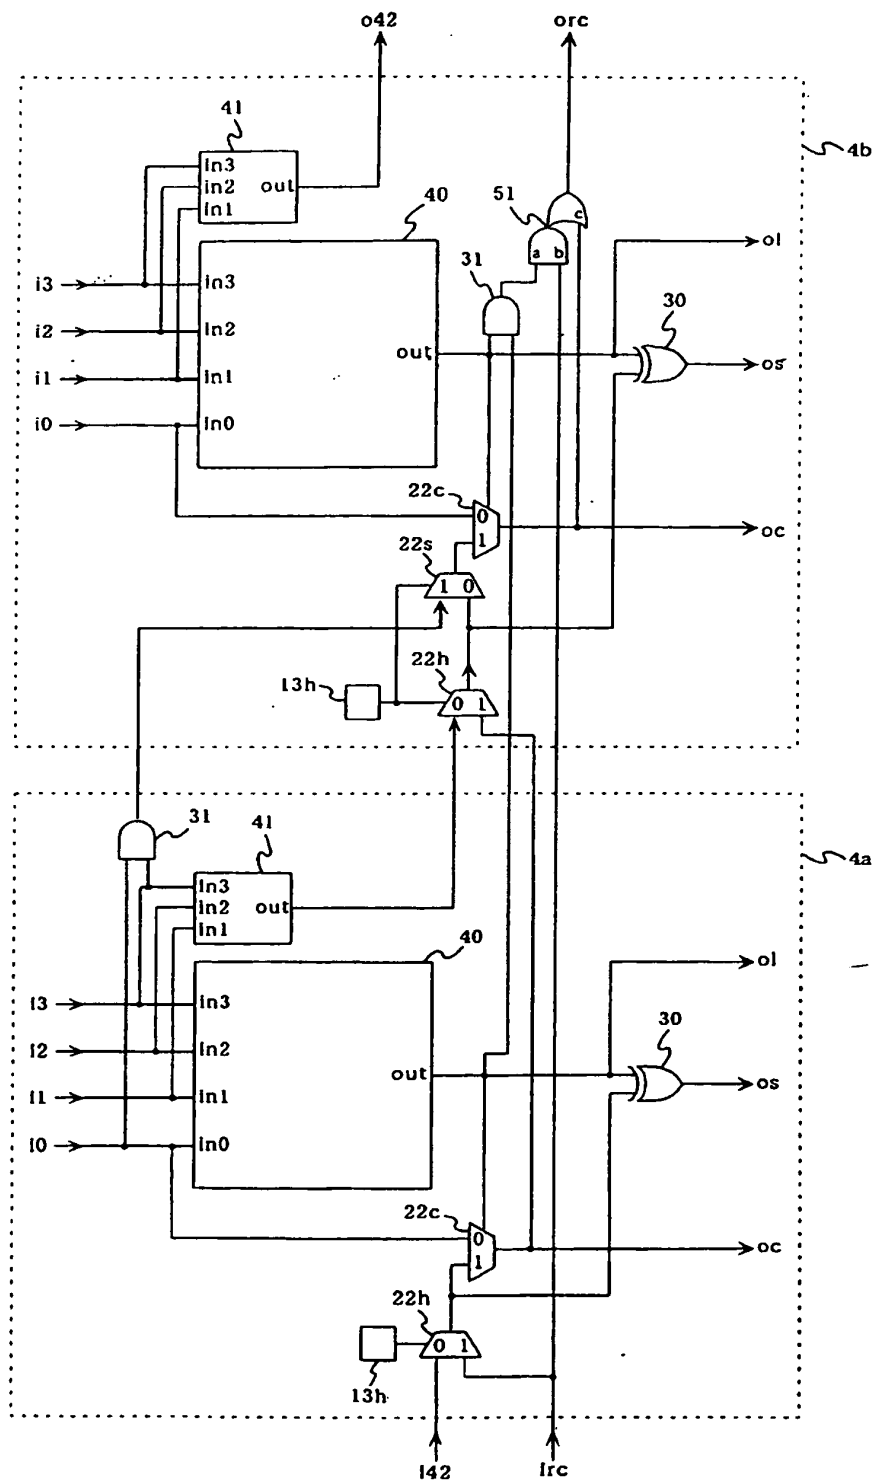 o42 orc
41
4b
in3
in2 out
in1
40
51
c
a b
ol
31
i3 in3
30
i2 in2
out
os
i1 in1
i0 in0
22c
0
1
oc
22s
1 0
22h
13h
0 1
31
41
4a
in3
in2 out
in1
40
ol
i3 in3
30
i2 in2
out
os
i1 in1
i0 in0
22c
0
1
oc
22h
0 1
13h
i42 irc